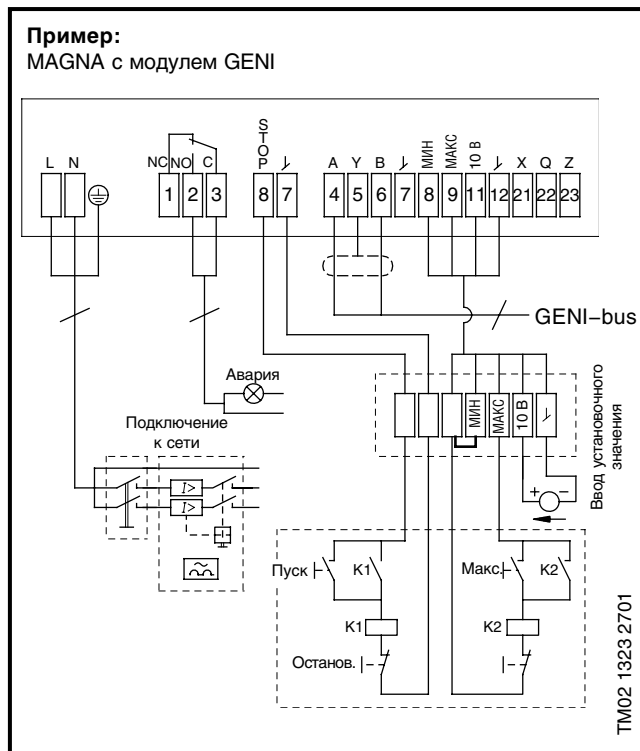 Пример:
MAGNA с модулем GENI
L N
NC NO C
STOP
A Y B МИН МАКС 10 В X Q Z
1 2 3 8 7 4 5 6 7 8 9 11 12 21 22 23
GENI–bus
Авария
Подключение
к сети
I>
I>
МИН МАКС 10 В
Ввод установочного
значения
+ −
Пуск K1 Макс. K2
K1 K2
Останов.
TM02 1323 2701